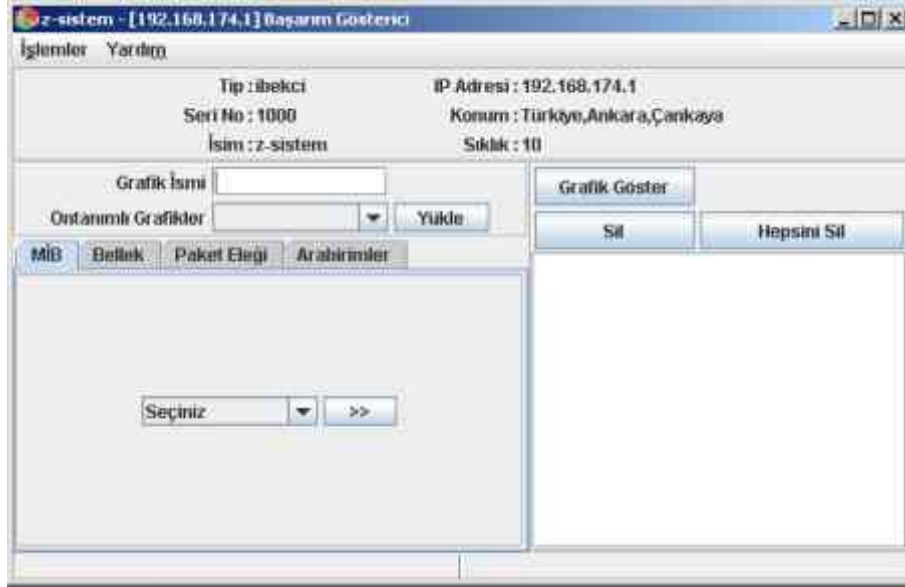 z-sistem - [192.168.174.1] Başarım Gösterici
İşlemler Yardım
Tip : ibekci IP Adresi : 192.168.174.1
Seri No : 1000 Konum : Türkiye,Ankara,Çankaya
İsim : z-sistem Sıklık : 10
Grafik İsmi Grafik Göster
Öntanımlı Grafikler Yükle Sil Hepsini Sil
MİB Bellek Paket Eleği Arabirimler
Seçiniz >>